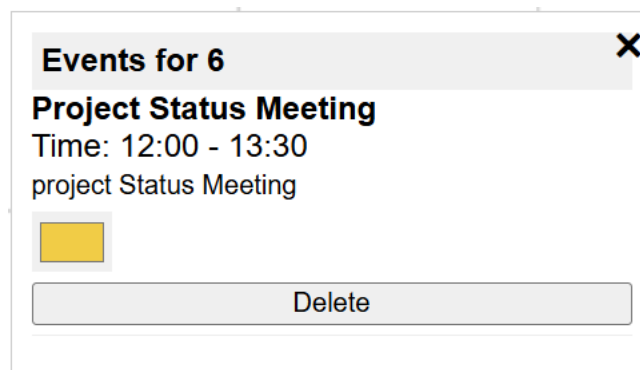 Events for 6
Project Status Meeting
Time: 12:00 - 13:30
project Status Meeting
Delete